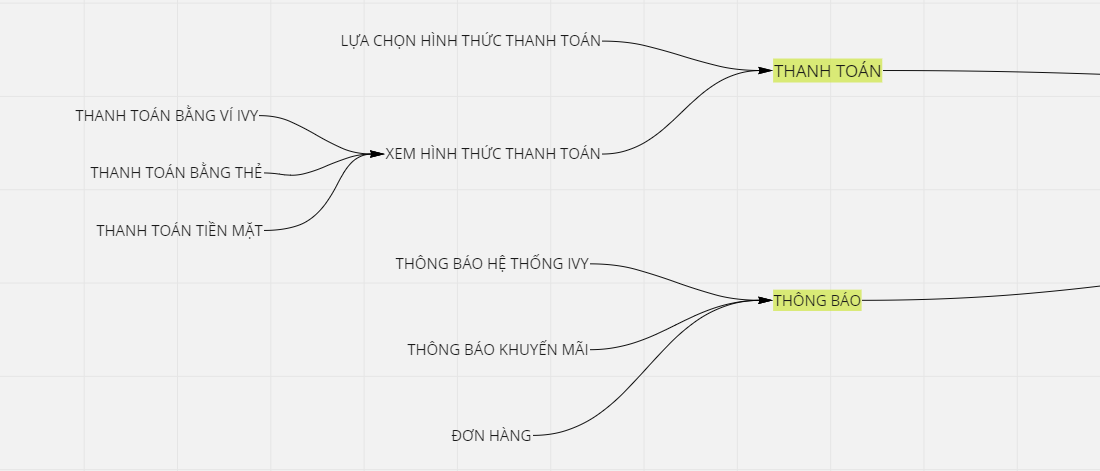 LỰA CHỌN HÌNH THỨC THANH TOÁN
THANH TOÁN
THANH TOÁN BẰNG VÍ IVY
XEM HÌNH THỨC THANH TOÁN
THANH TOÁN BẰNG THẺ
THANH TOÁN TIỀN MẶT
THÔNG BÁO HỆ THỐNG IVY
THÔNG BÁO
THÔNG BÁO KHUYẾN MÃI
ĐƠN HÀNG